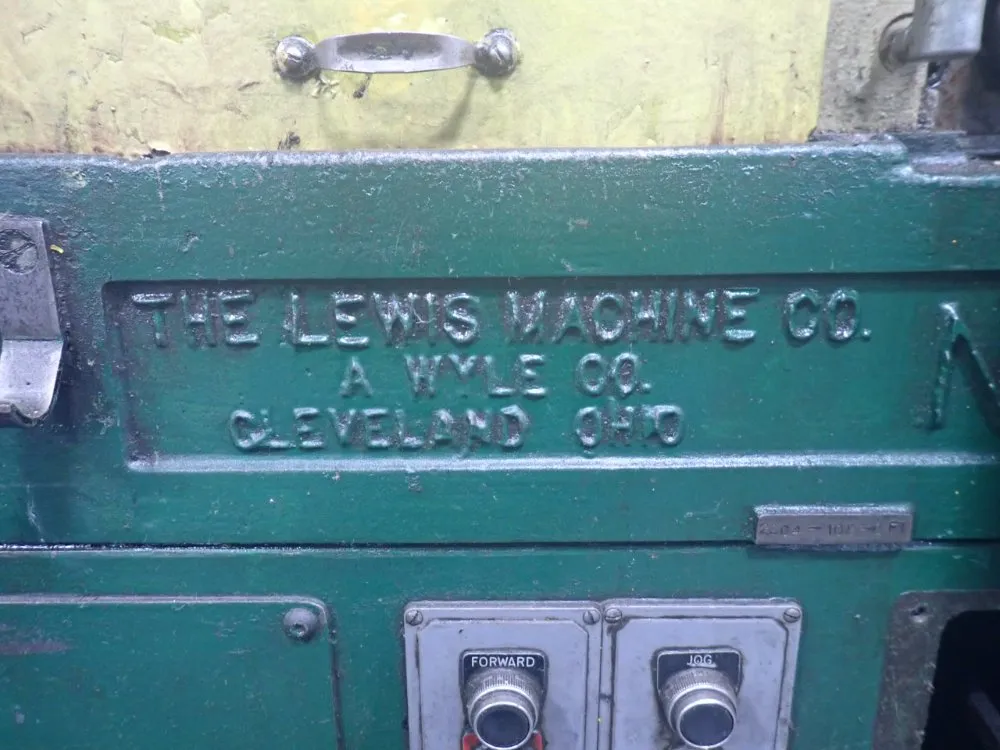 THE LEWIS MACHINE CO.
A WYLE CO.
CLEVELAND OHIO
FORWARD
JOG